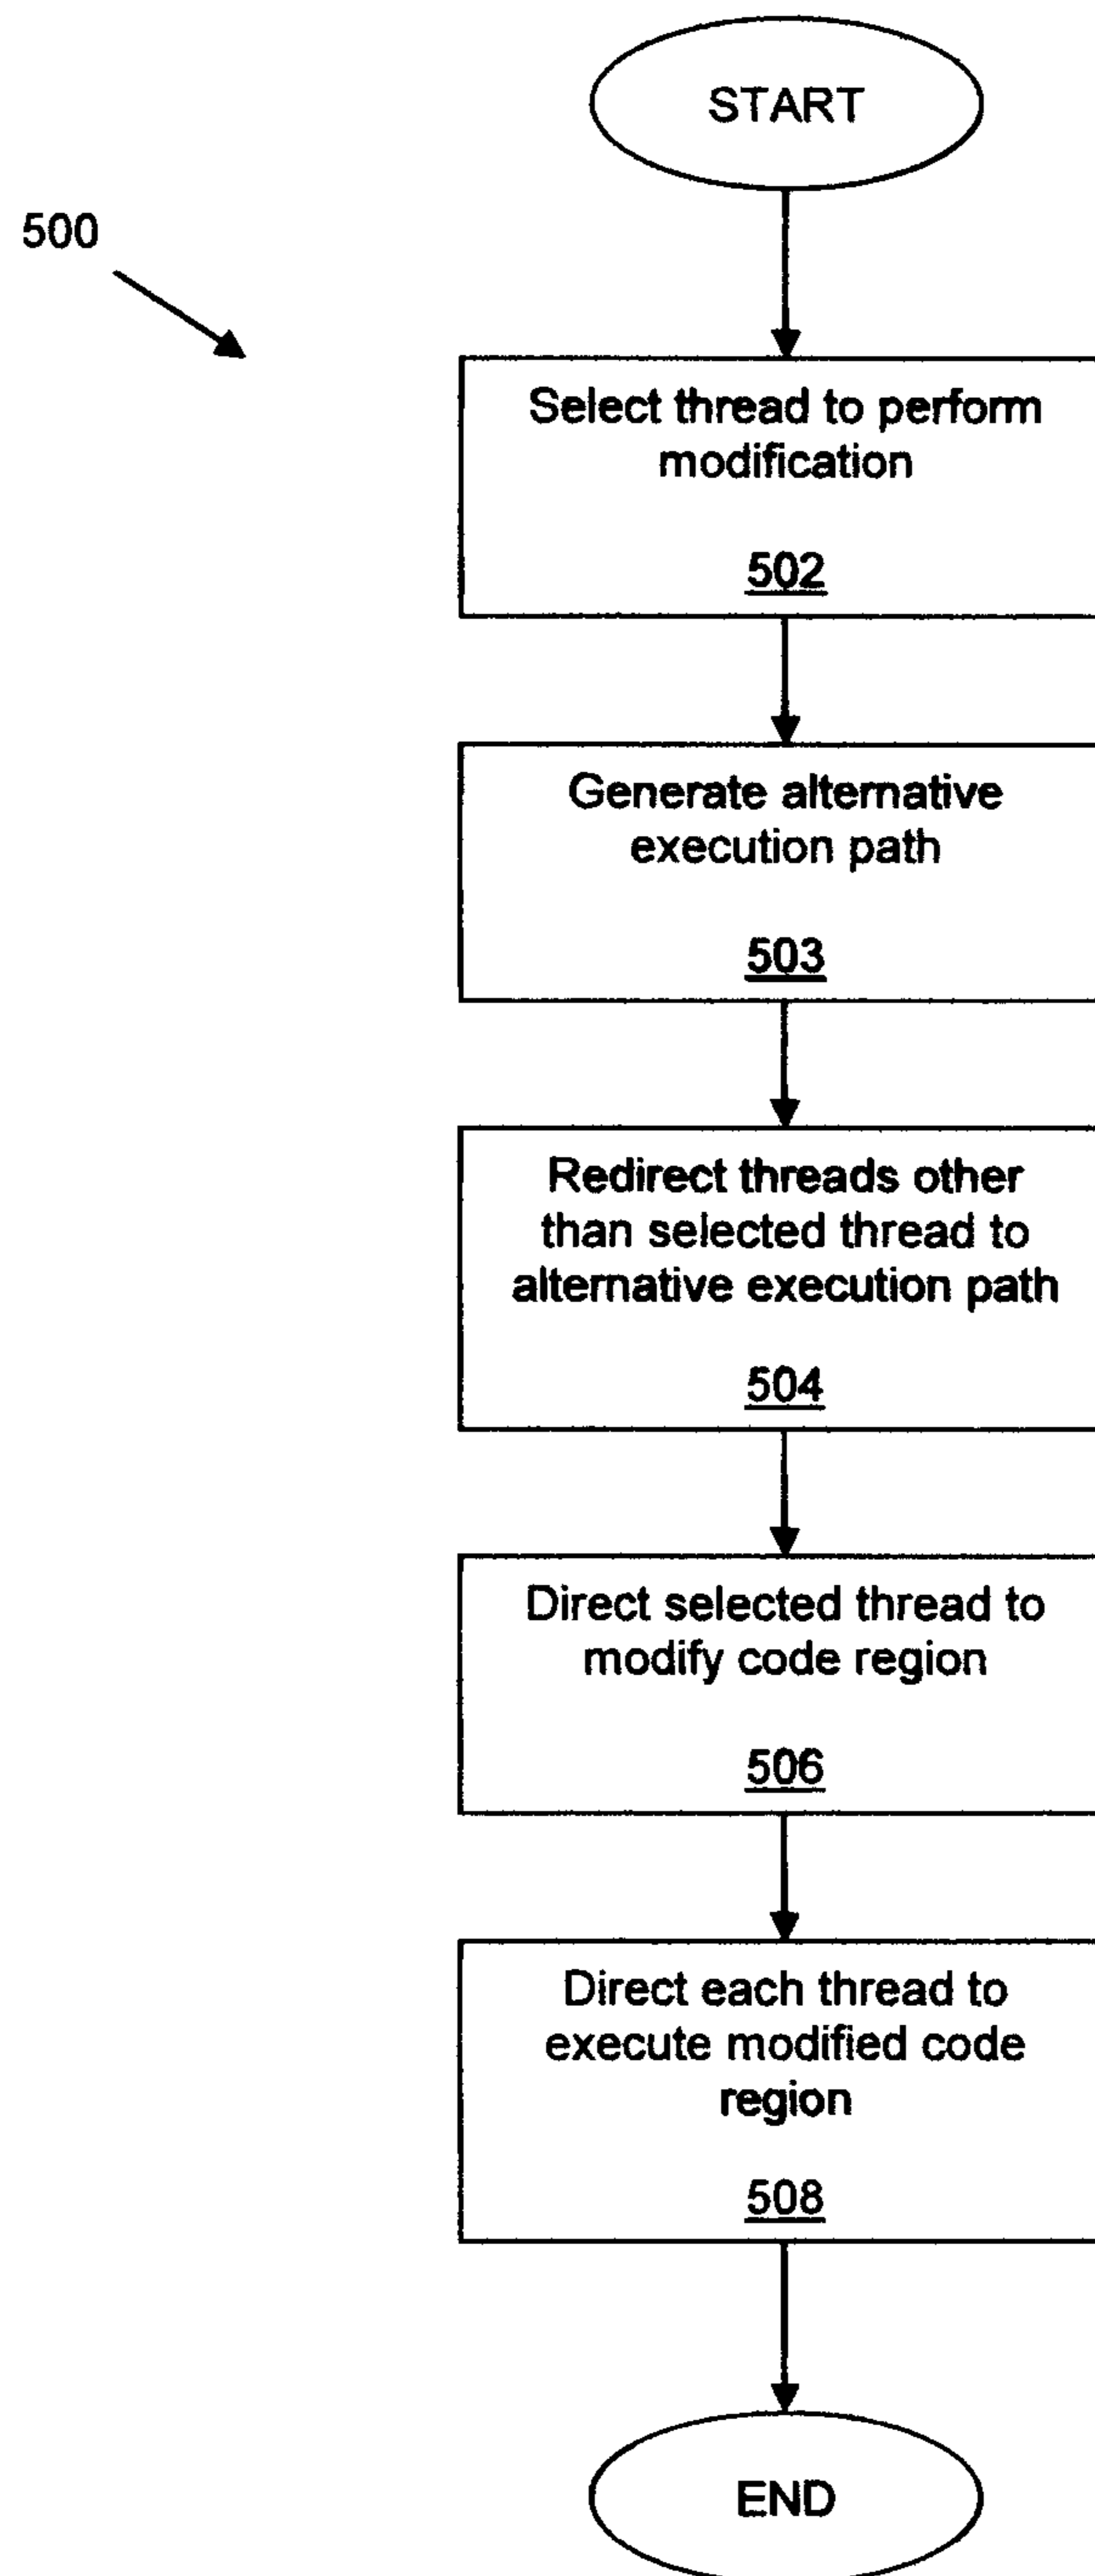 START
500
Select thread to perform
modification
502
Generate alternative
execution path
503
Redirect threads other
than selected thread to
alternative execution path
504
Direct selected thread to
modify code region
506
Direct each thread to
execute modified code
region
508
END